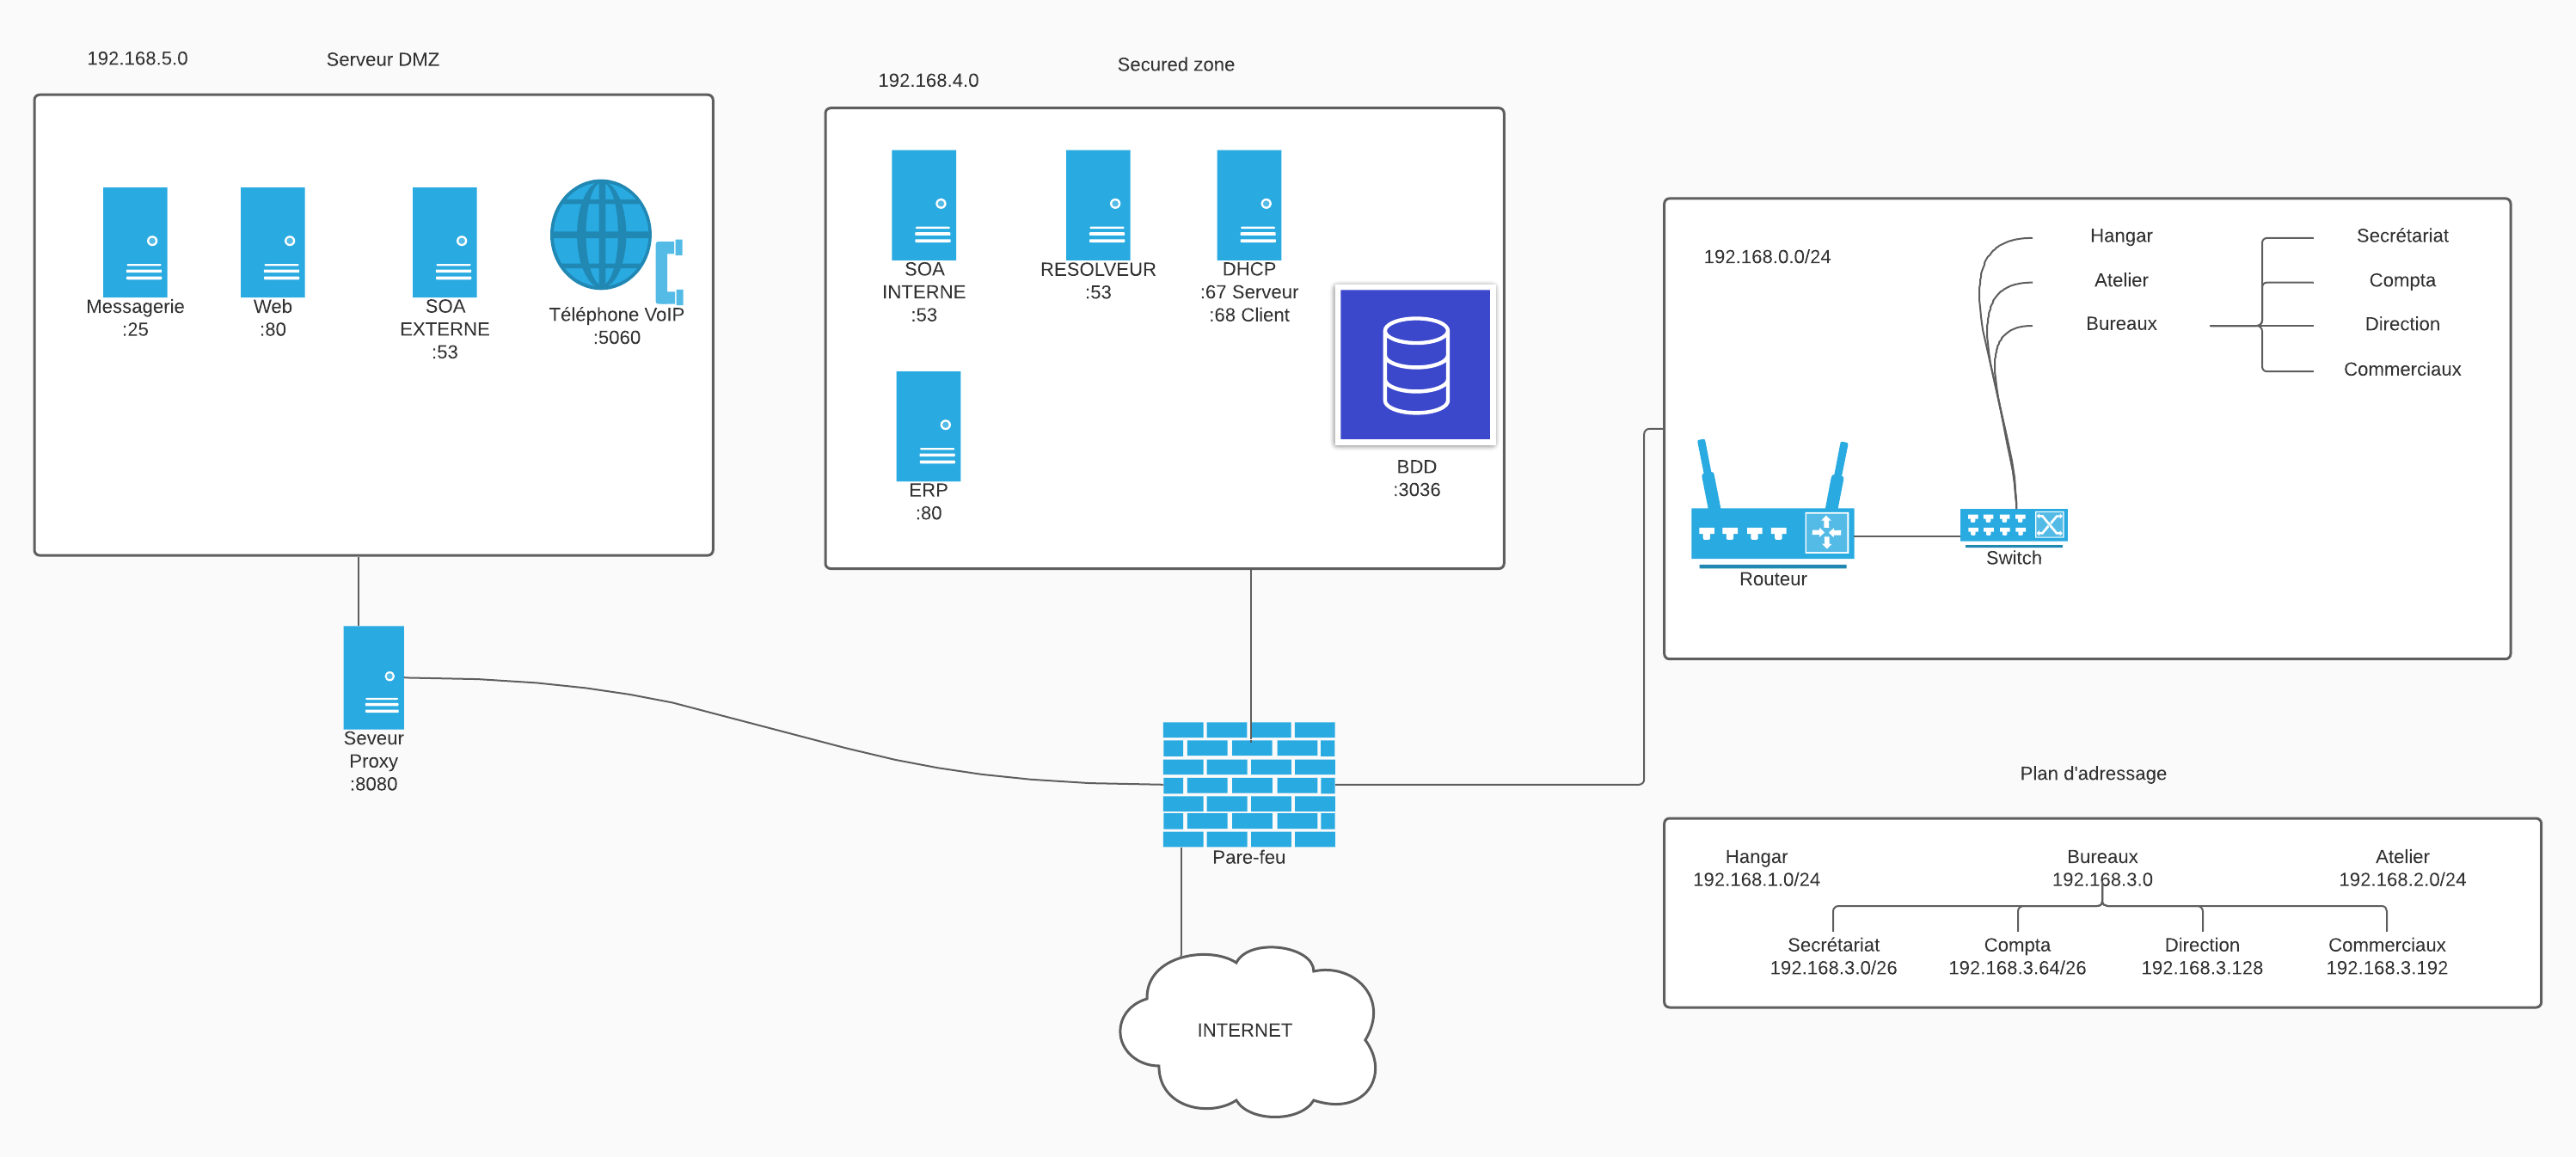 192.168.5.0
Serveur DMZ
Messagerie
:25
Web
:80
SOA
EXTERNE
:53
Téléphone VoIP
:5060
Seveur
Proxy
:8080
192.168.4.0
Secured zone
SOA
INTERNE
:53
RESOLVEUR
:53
DHCP
:67 Serveur
:68 Client
ERP
:80
BDD
:3036
Pare-feu
INTERNET
192.168.0.0/24
Hangar
Atelier
Bureaux
Secrétariat
Compta
Direction
Commerciaux
Routeur
Switch
Plan d'adressage
Hangar
192.168.1.0/24
Bureaux
192.168.3.0
Atelier
192.168.2.0/24
Secrétariat
192.168.3.0/26
Compta
192.168.3.64/26
Direction
192.168.3.128
Commerciaux
192.168.3.192